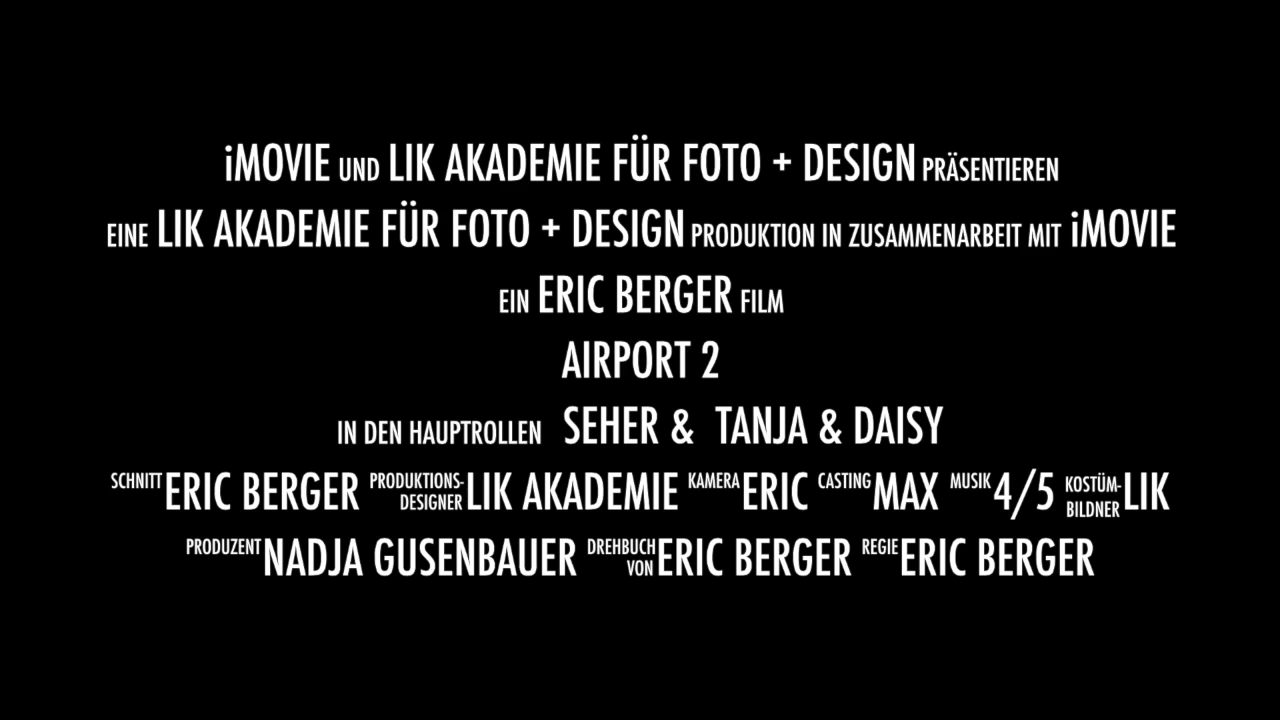 iMOVIE UND LIK AKADEMIE FÜR FOTO + DESIGN PRÄSENTIEREN
EINE LIK AKADEMIE FÜR FOTO + DESIGN PRODUKTION IN ZUSAMMENARBEIT MIT iMOVIE
EIN ERIC BERGER FILM
AIRPORT 2
IN DEN HAUPTROLLEN SEHER & TANJA & DAISY
SCHNITT ERIC BERGER PRODUKTIONS-DESIGNER LIK AKADEMIE KAMERA ERIC CASTING MAX MUSIK 4/5 KOSTÜM-BILDNER LIK
PRODUZENT NADJA GUSENBAUER DREHBUCH VON ERIC BERGER REGIE ERIC BERGER